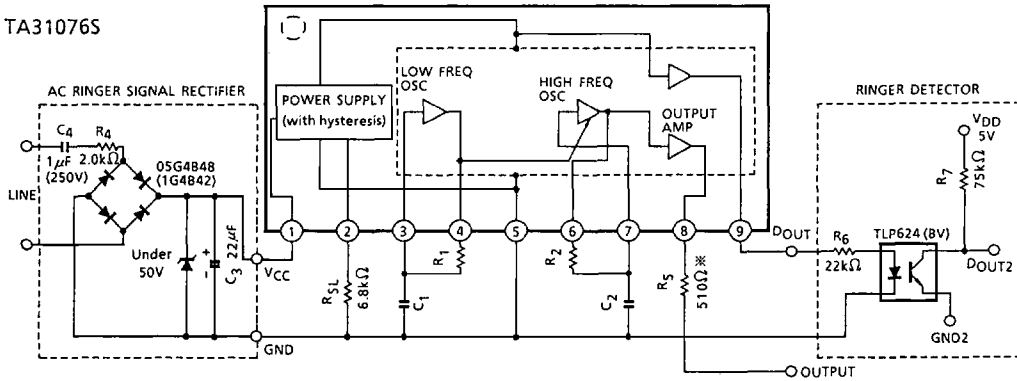 TA31076S
AC RINGER SIGNAL RECTIFIER
C4
1μF
(250V)
R4
2.0kΩ
05G4B48
(1G4B42)
LINE
Under
50V
+
-
C3 22μF
VCC
GND
POWER SUPPLY
(with hysteresis)
LOW FREQ
OSC
HIGH FREQ
OSC
OUTPUT
AMP
1
2
3
4
5
6
7
8
9
RSL
6.8kΩ
R1
C1
R2
C2
R5
510Ω※
OUTPUT
DOUT
RINGER DETECTOR
VDD
5V
R7
75kΩ
R6
22kΩ
TLP624 (BV)
DOUT2
GND2